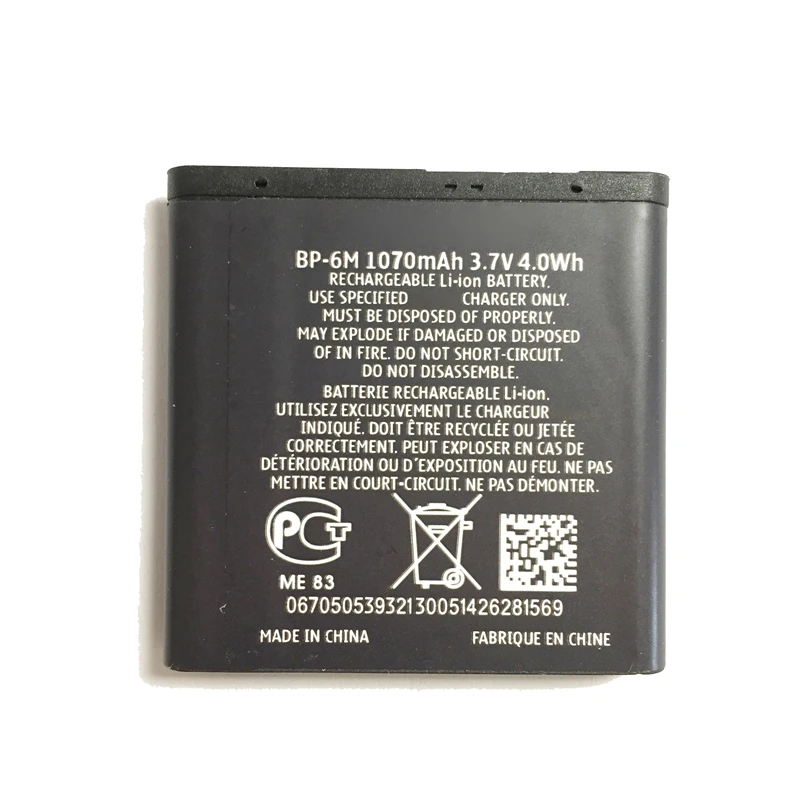 BP-6M 1070mAh 3.7V 4.0Wh
RECHARGEABLE Li-ion BATTERY.
USE SPECIFIED CHARGER ONLY.
MUST BE DISPOSED OF PROPERLY.
MAY EXPLODE IF DAMAGED OR DISPOSED
OF IN FIRE. DO NOT SHORT-CIRCUIT.
DO NOT DISASSEMBLE.
BATTERIE RECHARGEABLE Li-ion.
UTILISEZ EXCLUSIVEMENT LE CHARGEUR
INDIQUÉ. DOIT ÊTRE RECYCLÉE OU JETÉE
CORRECTEMENT. PEUT EXPLOSER EN CAS DE
DÉTÉRIORATION OU D'EXPOSITION AU FEU. NE PAS
METTRE EN COURT-CIRCUIT. NE PAS DÉMONTER.
РСТ
ME 83
06705053932130051426281569
MADE IN CHINA FABRIQUE EN CHINE